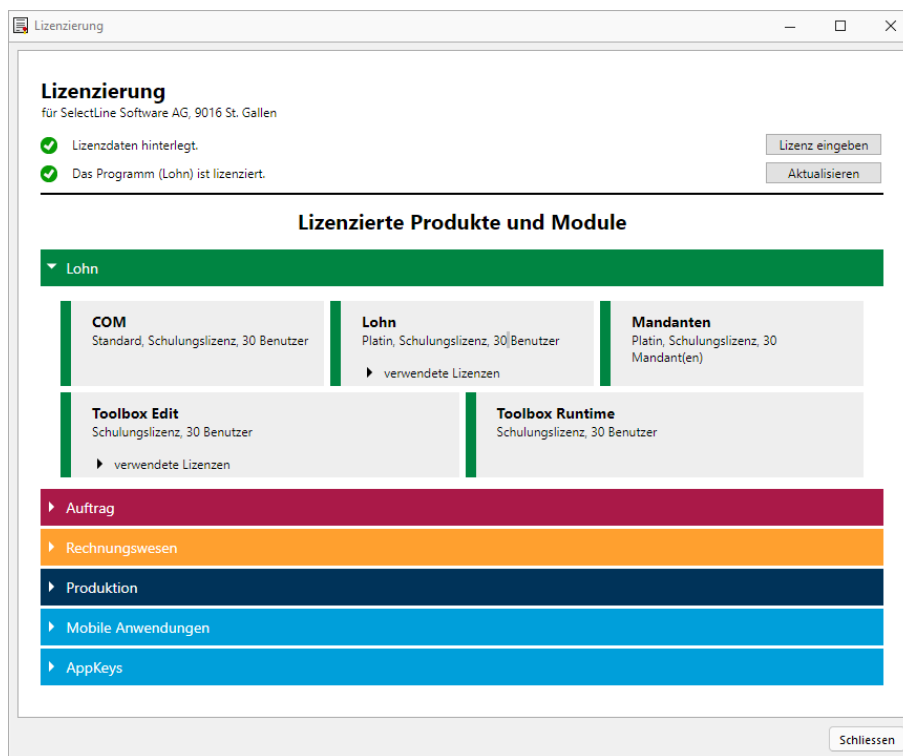 Lizenzierung
Lizenzierung
für SelectLine Software AG, 9016 St. Gallen
Lizenzdaten hinterlegt.
Lizenz eingeben
Das Programm (Lohn) ist lizenziert.
Aktualisieren
Lizenzierte Produkte und Module
Lohn
COM
Standard, Schulungslizenz, 30 Benutzer
Lohn
Platin, Schulungslizenz, 30 Benutzer
verwendete Lizenzen
Mandanten
Platin, Schulungslizenz, 30
Mandant(en)
Toolbox Edit
Schulungslizenz, 30 Benutzer
verwendete Lizenzen
Toolbox Runtime
Schulungslizenz, 30 Benutzer
Auftrag
Rechnungswesen
Produktion
Mobile Anwendungen
AppKeys
Schliessen